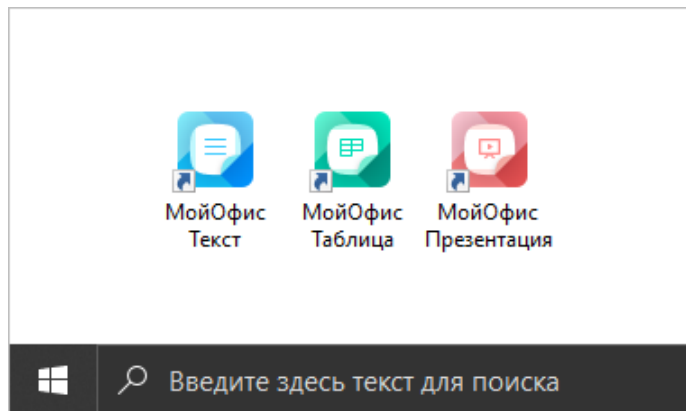 МойОфис Текст
МойОфис Таблица
МойОфис Презентация
Введите здесь текст для поиска